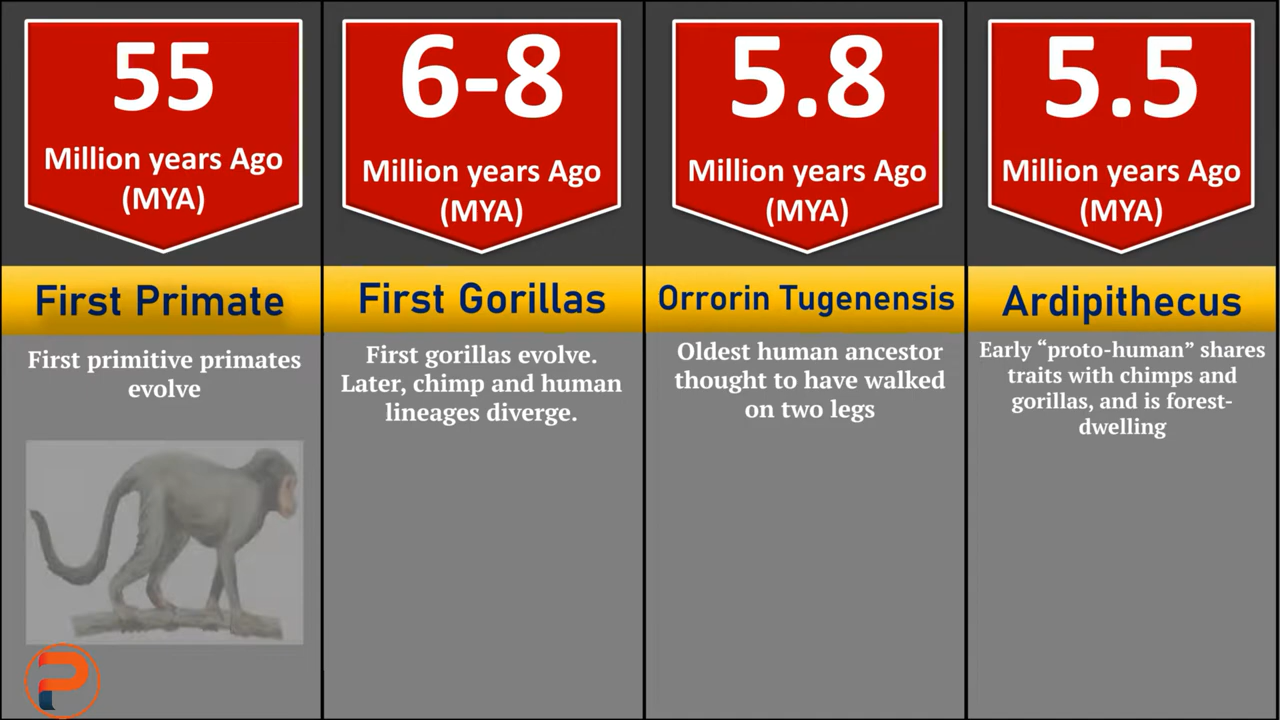 55
Million years Ago
(MYA)
First Primate
First primitive primates
evolve
6-8
Million years Ago
(MYA)
First Gorillas
First gorillas evolve.
Later, chimp and human
lineages diverge.
5.8
Million years Ago
(MYA)
Orrorin Tugenensis
Oldest human ancestor
thought to have walked
on two legs
5.5
Million years Ago
(MYA)
Ardipithecus
Early “proto-human” shares
traits with chimps and
gorillas, and is forest-
dwelling
P